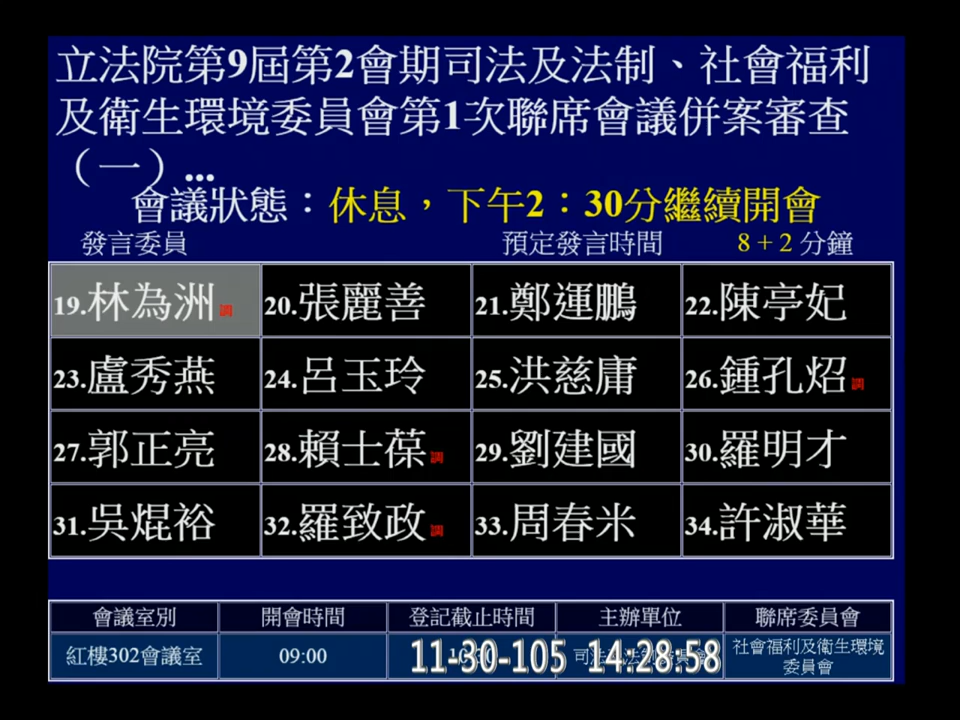 立法院第9屆第2會期司法及法制、社會福利
及衛生環境委員會第1次聯席會議併案審查
（一）...
會議狀態：休息，下午2：30分繼續開會
發言委員 預定發言時間 8 + 2 分鐘
19.林為洲調 20.張麗善 21.鄭運鵬 22.陳亭妃
23.盧秀燕 24.呂玉玲 25.洪慈庸 26.鍾孔炤調
27.郭正亮 28.賴士葆調 29.劉建國 30.羅明才
31.吳焜裕 32.羅致政調 33.周春米 34.許淑華
會議室別 開會時間 登記截止時間 主辦單位 聯席委員會
紅樓302會議室 09:00 11-30-105 14:28:58 社會福利及衛生環境
委員會